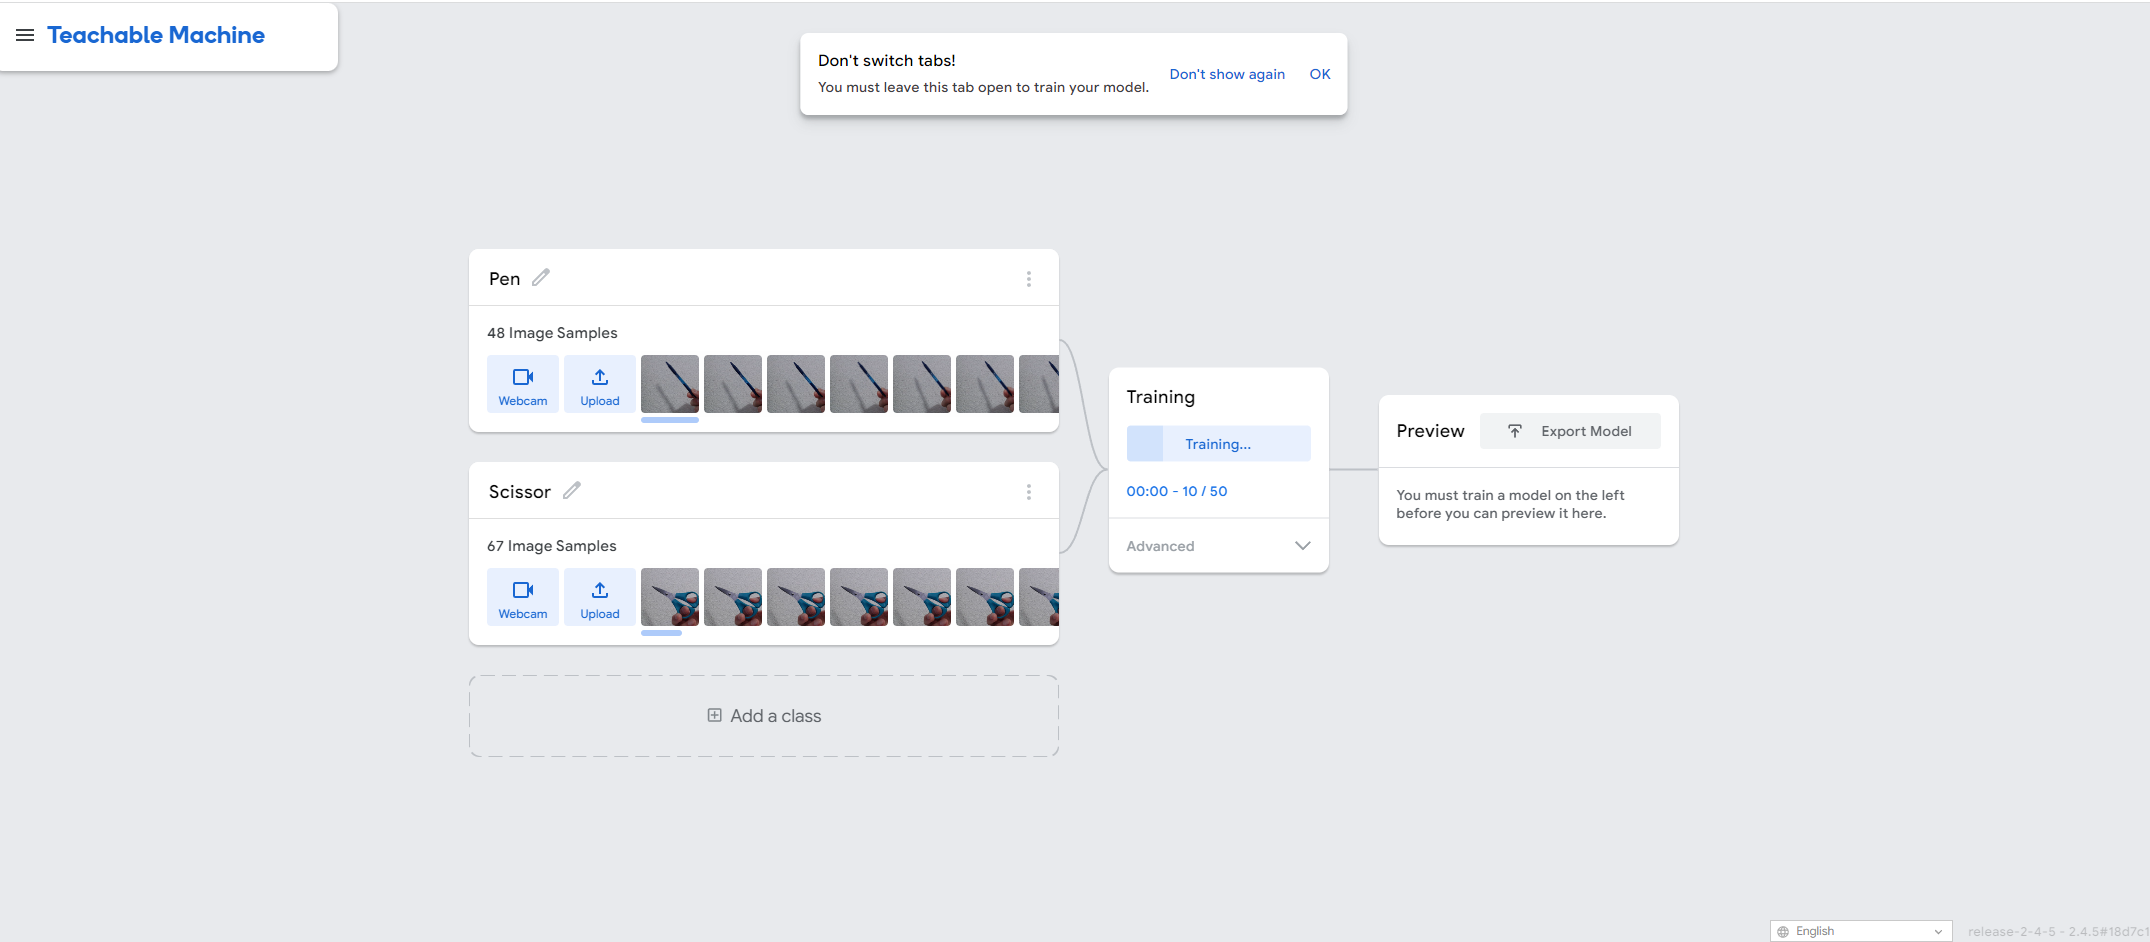 Teachable Machine
Don't switch tabs!
You must leave this tab open to train your model.
Don't show again
OK
Pen
48 Image Samples
Webcam
Upload
Scissor
67 Image Samples
Webcam
Upload
Add a class
Training
Training...
00:00 - 10 / 50
Advanced
Preview
Export Model
You must train a model on the left
before you can preview it here.
English
release-2-4-5 - 2.4.5#18d7c1